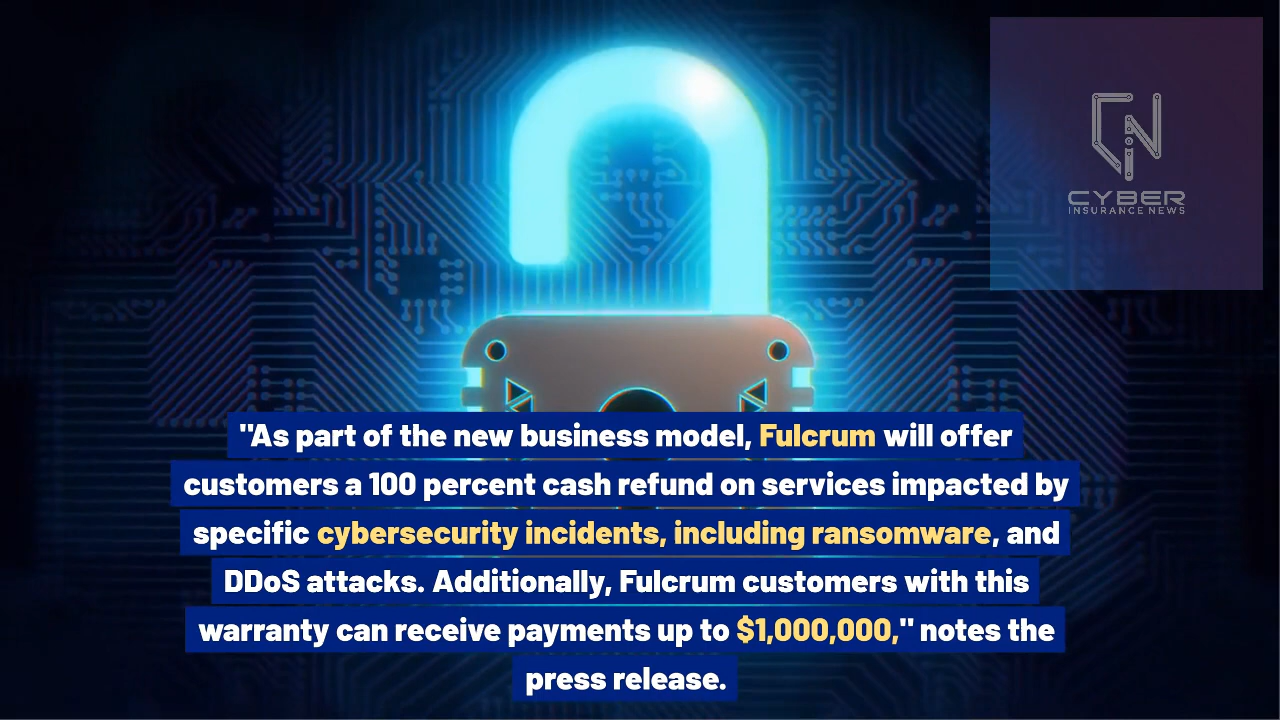 CYBER
INSURANCE NEWS
"As part of the new business model, Fulcrum will offer
customers a 100 percent cash refund on services impacted by
specific cybersecurity incidents, including ransomware, and
DDoS attacks. Additionally, Fulcrum customers with this
warranty can receive payments up to $1,000,000," notes the
press release.